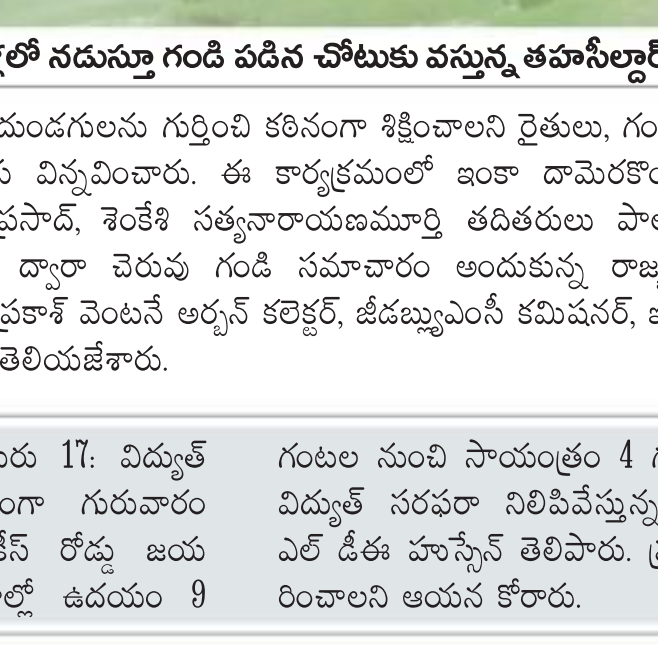 నడుస్తూ గండి పడిన చోటుకు వస్తున్న తహసీల్దార్
దుండగులను గుర్తించి కఠినంగా శిక్షించాలని రైతులు,
విన్నవించారు. ఈ కార్యక్రమంలో ఇంకా
ప్రసాద్, శెంకేశి సత్యనారాయణమూర్తి తదితరులు
ద్వారా చెరువు గండి సమాచారం అందుకున్న
ప్రకాశ్ వెంటనే అర్బన్ కలెక్టర్, జీడబ్ల్యుఎంసీ కమిషనర్,
తెలియజేశారు.
17: విద్యుత్
గురువారం
రోడ్డు జయ
ఉదయం 9
గంటల నుంచి సాయంత్రం 4
విద్యుత్ సరఫరా నిలిపివేస్తున్న
ఎల్ డీఈ హుస్సేన్ తెలిపారు.
రించాలని ఆయన కోరారు.